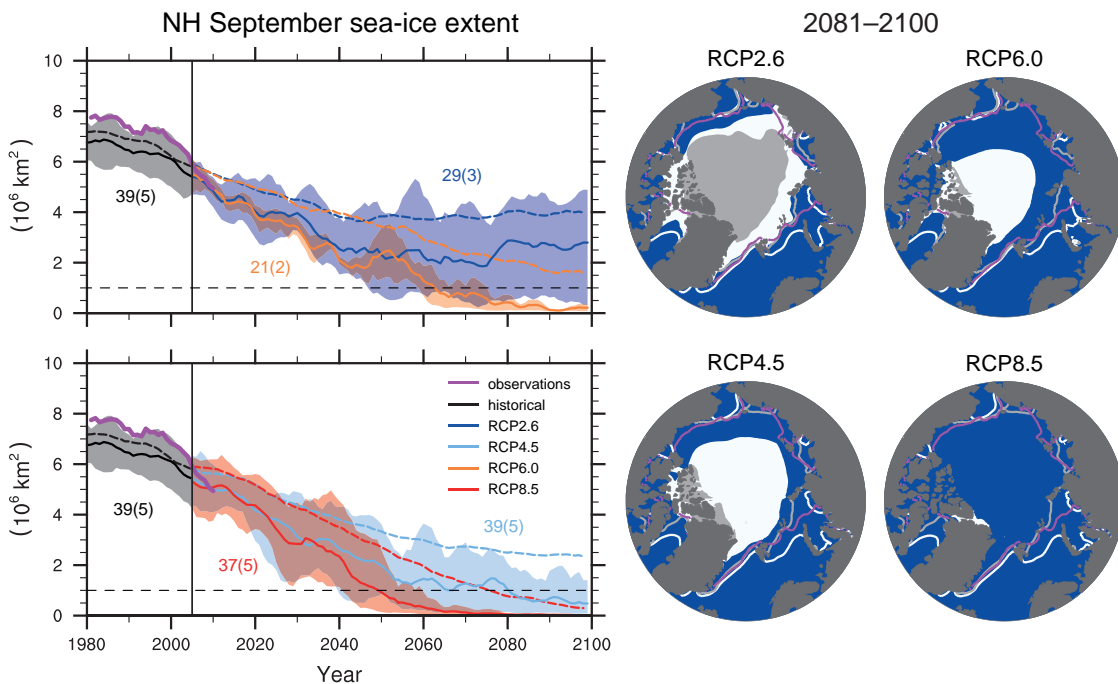 NH September sea-ice extent
2081–2100
RCP2.6
RCP6.0
10
8
6
4
2
0
(10⁶ km²)
39(5)
29(3)
21(2)
RCP4.5
RCP8.5
10
8
6
4
2
0
(10⁶ km²)
observations
historical
RCP2.6
RCP4.5
RCP6.0
RCP8.5
39(5)
39(5)
37(5)
1980 2000 2020 2040 2060 2080 2100
Year